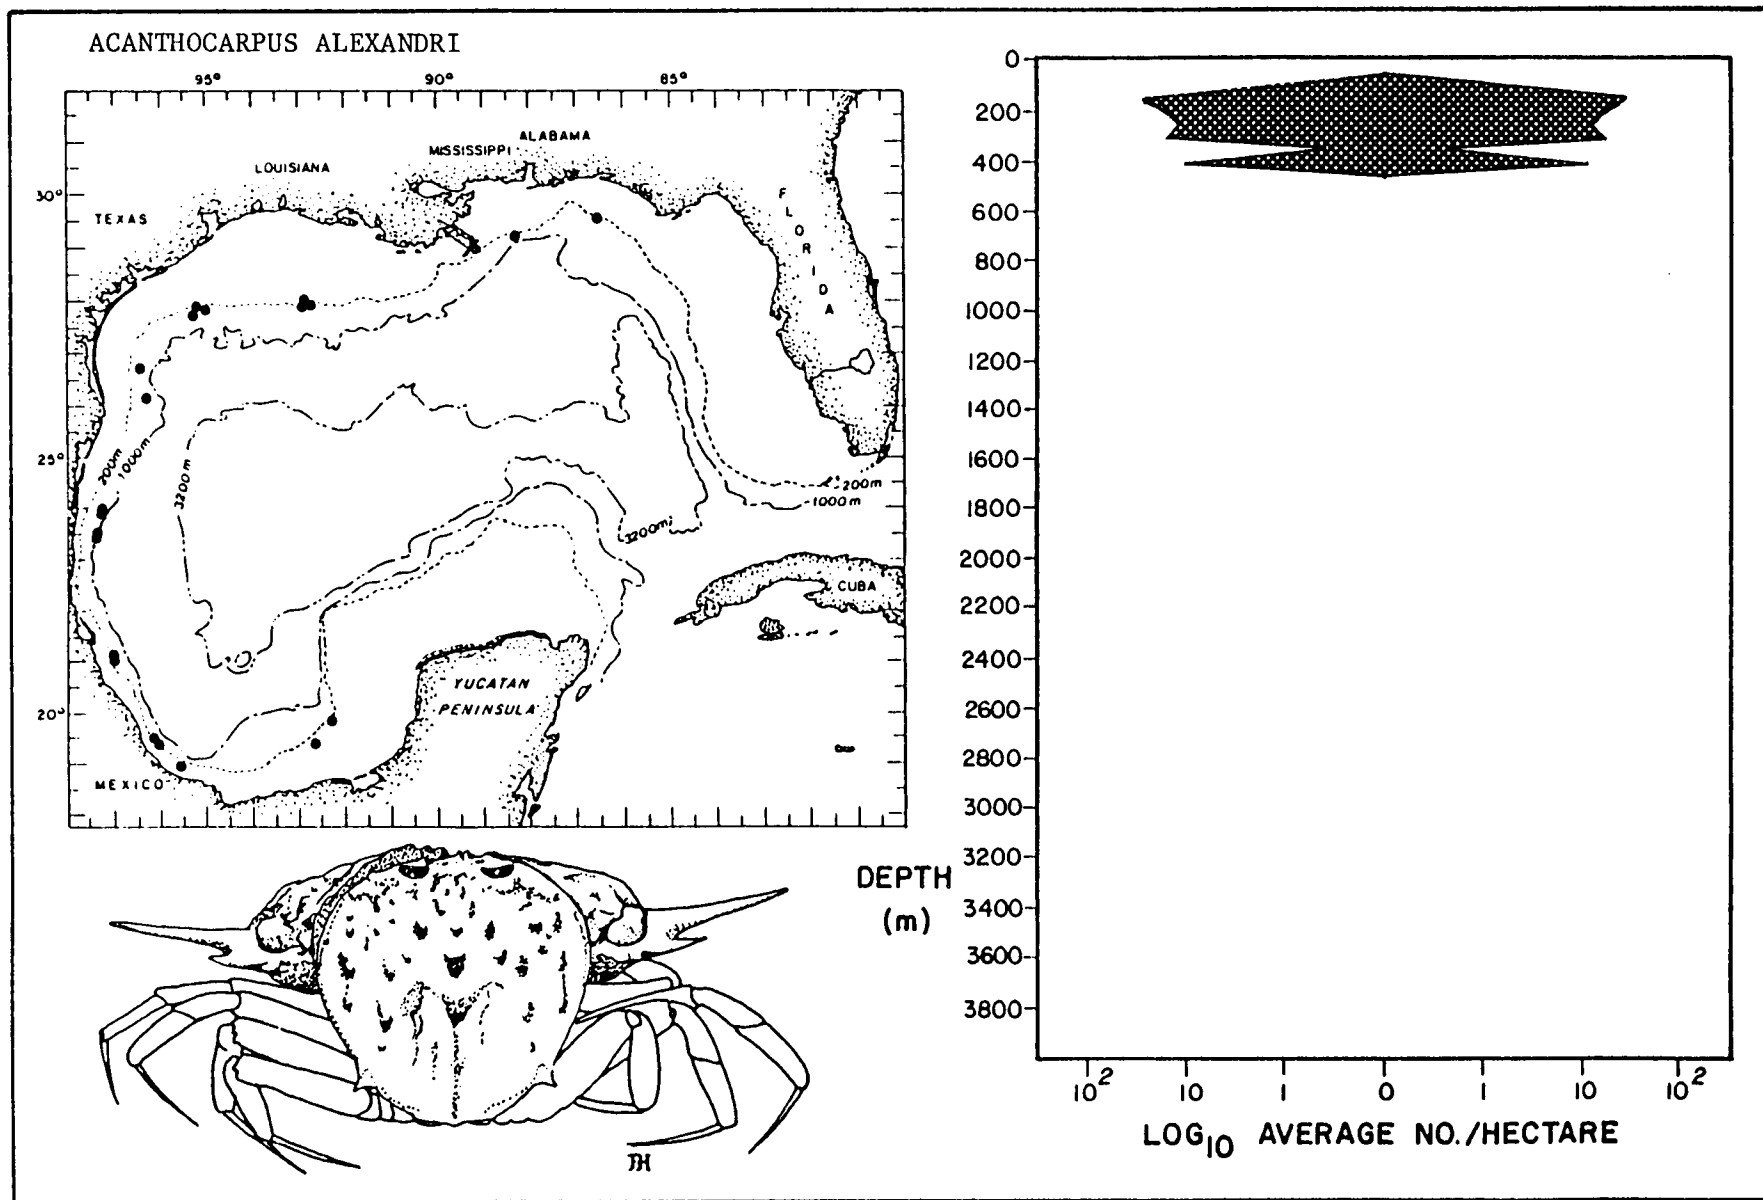 ACANTHOCARPUS ALEXANDRI
95° 90° 85°
ALABAMA
MISSISSIPPI
LOUISIANA
30°
TEXAS
FLORIDA
25°
200m
1000m
3200m
200m
1000m
3200m
CUBA
YUCATAN
PENINSULA
20°
MEXICO
JH
0
200
400
600
800
1000
1200
1400
1600
1800
2000
2200
2400
2600
2800
3000
3200
3400
3600
3800
DEPTH
(m)
10² 10 1 0 1 10 10²
LOG₁₀ AVERAGE NO./HECTARE